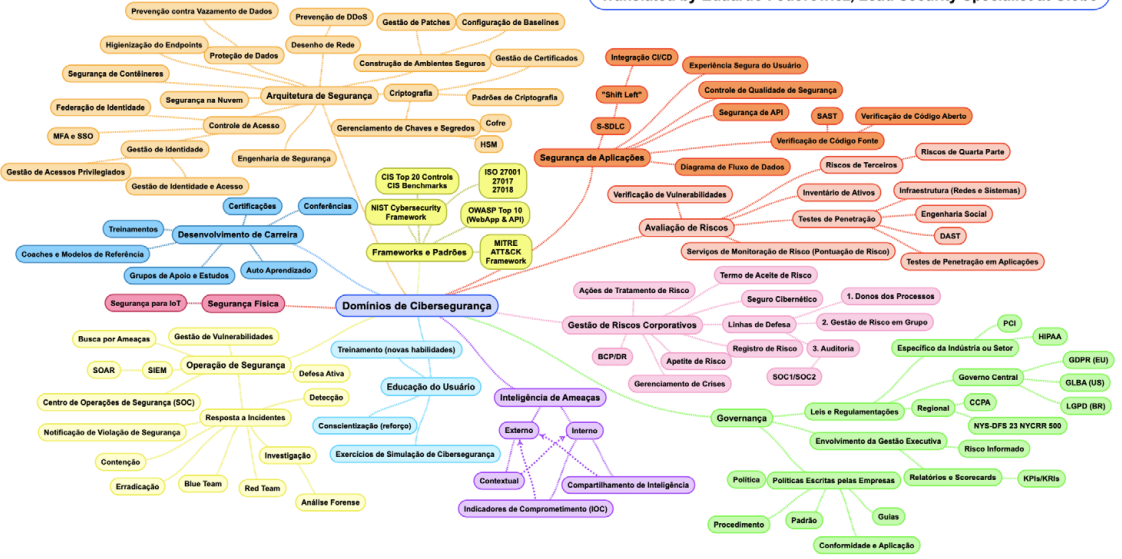 Prevenção contra Vazamento de Dados
Prevenção de DDoS
Gestão de Patches
Configuração de Baselines
Higienização do Endpoints
Proteção de Dados
Desenho de Rede
Construção de Ambientes Seguros
Gestão de Certificados
Segurança de Contêineres
Segurança na Nuvem
Arquitetura de Segurança
Criptografia
Padrões de Criptografia
Federação de Identidade
MFA e SSO
Controle de Acesso
Gerenciamento de Chaves e Segredos
Cofre
HSM
Gestão de Identidade
Engenharia de Segurança
Gestão de Acessos Privilegiados
Gestão de Identidade e Acesso
Integração CI/CD
"Shift Left"
S-SDLC
Experiência Segura do Usuário
Controle de Qualidade de Segurança
Segurança de API
SAST
Verificação de Código Aberto
Verificação de Código Fonte
Segurança de Aplicações
Diagrama de Fluxo de Dados
CIS Top 20 Controls
CIS Benchmarks
ISO 27001
27017
27018
NIST Cybersecurity
Framework
OWASP Top 10
(WebApp & API)
Frameworks e Padrões
MITRE
ATT&CK
Framework
Riscos de Terceiros
Riscos de Quarta Parte
Verificação de Vulnerabilidades
Inventário de Ativos
Infraestrutura (Redes e Sistemas)
Avaliação de Riscos
Testes de Penetração
Engenharia Social
DAST
Serviços de Monitoração de Risco (Pontuação de Risco)
Testes de Penetração em Aplicações
Certificações
Conferências
Treinamentos
Desenvolvimento de Carreira
Coaches e Modelos de Referência
Grupos de Apoio e Estudos
Auto Aprendizado
Segurança para IoT
Segurança Física
Domínios de Cibersegurança
Ações de Tratamento de Risco
Termo de Aceite de Risco
Seguro Cibernético
Gestão de Riscos Corporativos
Linhas de Defesa
1. Donos dos Processos
2. Gestão de Risco em Grupo
3. Auditoria
SOC1/SOC2
Registro de Risco
BCP/DR
Apetite de Risco
Gerenciamento de Crises
Busca por Ameaças
Gestão de Vulnerabilidades
SOAR
SIEM
Operação de Segurança
Defesa Ativa
Centro de Operações de Segurança (SOC)
Resposta a Incidentes
Detecção
Notificação de Violação de Segurança
Contenção
Investigação
Erradicação
Blue Team
Red Team
Análise Forense
Treinamento (novas habilidades)
Educação do Usuário
Conscientização (reforço)
Exercícios de Simulação de Cibersegurança
Inteligência de Ameaças
Externo
Interno
Contextual
Compartilhamento de Inteligência
Indicadores de Comprometimento (IOC)
PCI
HIPAA
Específico da Indústria ou Setor
GDPR (EU)
Governo Central
GLBA (US)
LGPD (BR)
Governança
Leis e Regulamentações
Regional
CCPA
NYS-DFS 23 NYCRR 500
Envolvimento da Gestão Executiva
Risco Informado
Relatórios e Scorecards
KPIs/KRIs
Política
Políticas Escritas pelas Empresas
Procedimento
Padrão
Guias
Conformidade e Aplicação